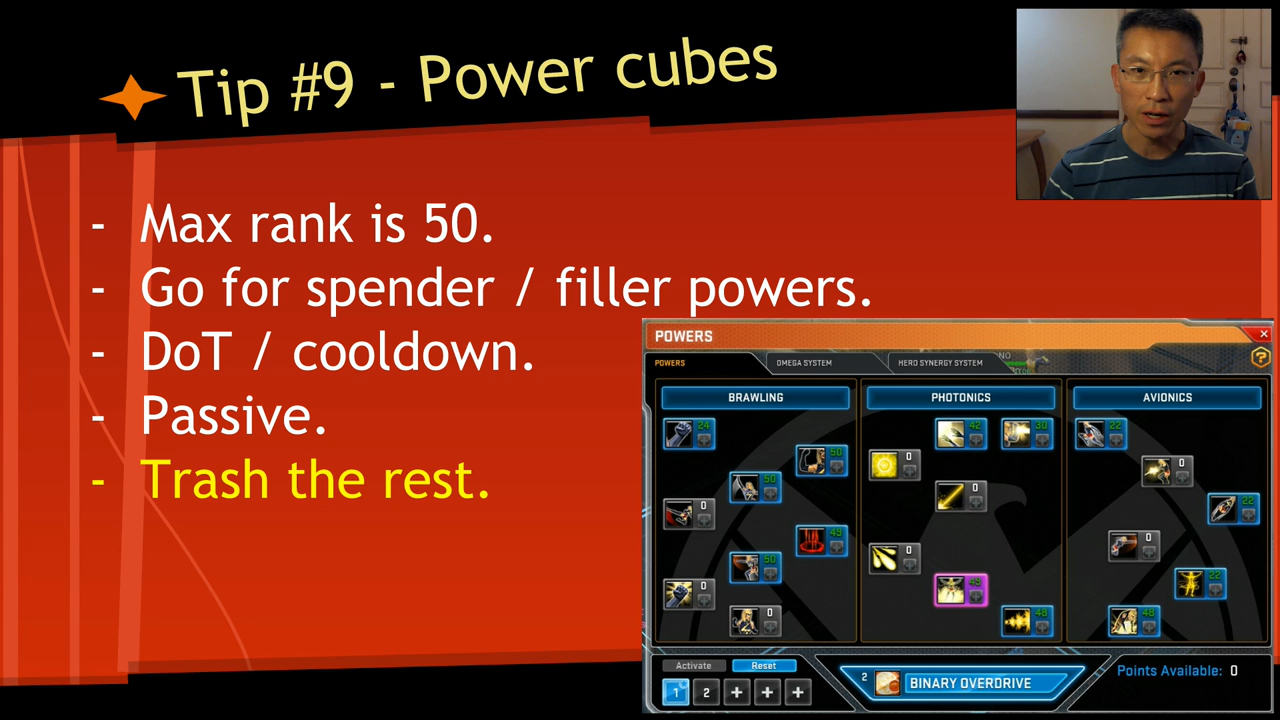 Tip #9 - Power cubes
- Max rank is 50.
- Go for spender / filler powers.
- DoT / cooldown.
- Passive.
- Trash the rest.
POWERS
POWERS OMEGA SYSTEM HERO SYNERGY SYSTEM
BRAWLING PHOTONICS AVIONICS
24 42 30 22
50 0 0
50 0 22
0
49 0
50 0 22
0 49
0 48 48
Activate Reset
1 2 + + +
2 BINARY OVERDRIVE
Points Available: 0